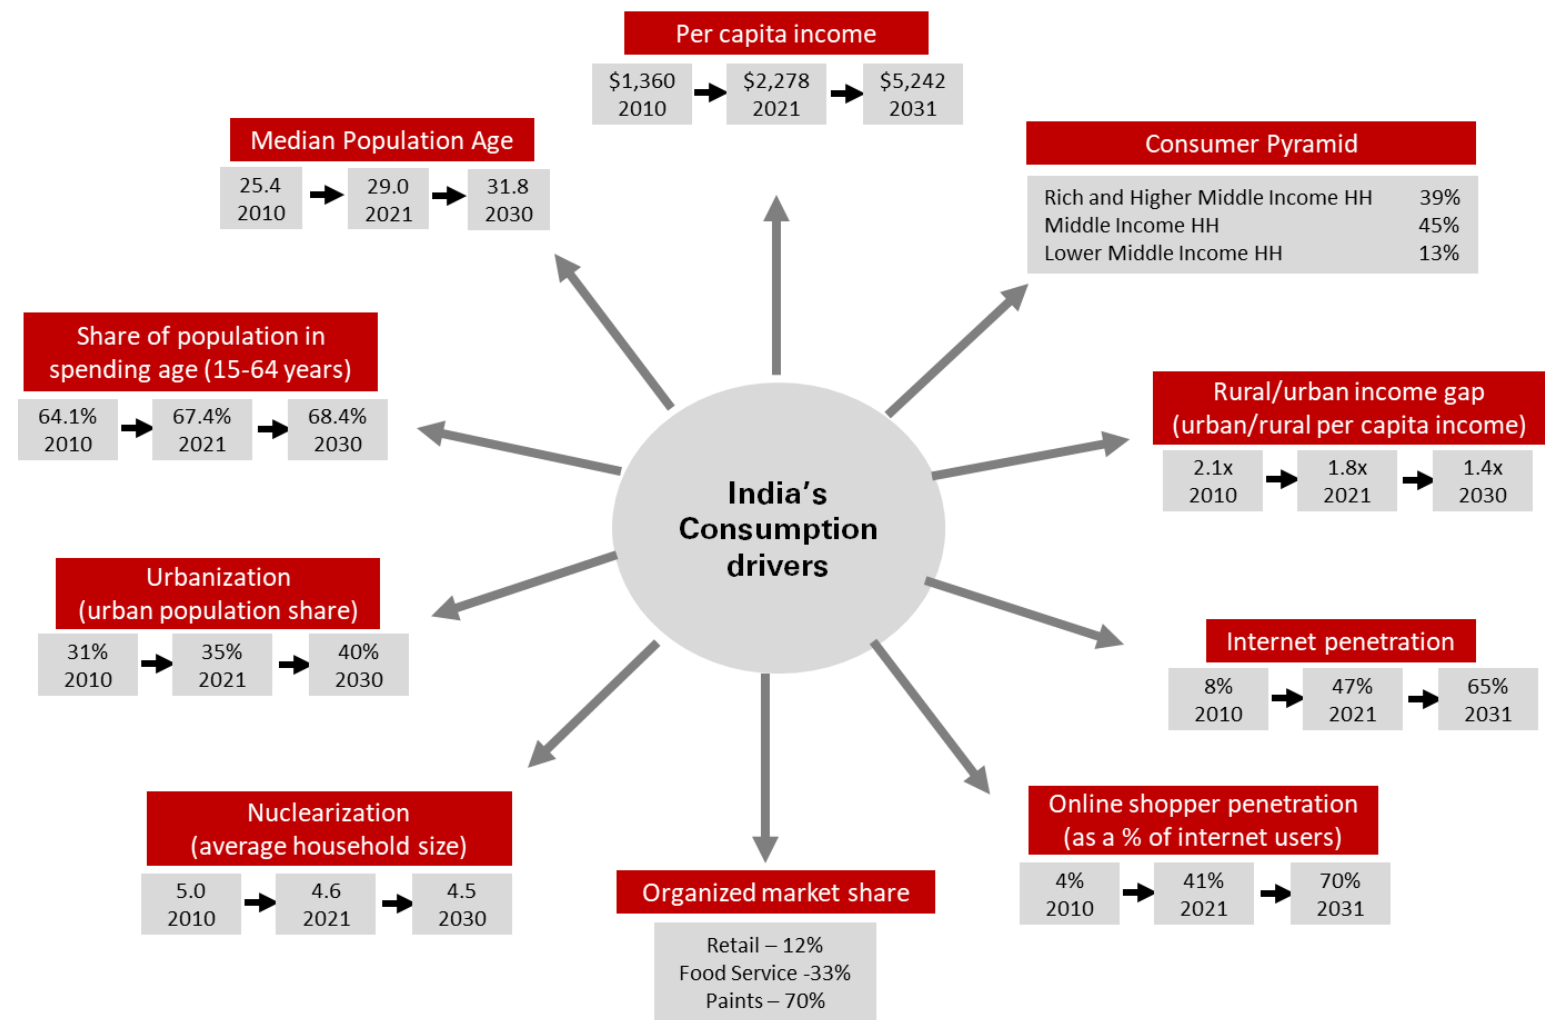 Per capita income
$1,360 $2,278 $5,242
2010 2021 2031
Median Population Age
25.4 29.0 31.8
2010 2021 2030
Consumer Pyramid
Rich and Higher Middle Income HH 39%
Middle Income HH 45%
Lower Middle Income HH 13%
Share of population in
spending age (15-64 years)
64.1% 67.4% 68.4%
2010 2021 2030
Rural/urban income gap
(urban/rural per capita income)
2.1x 1.8x 1.4x
2010 2021 2030
India's
Consumption
drivers
Urbanization
(urban population share)
31% 35% 40%
2010 2021 2030
Internet penetration
8% 47% 65%
2010 2021 2031
Nuclearization
(average household size)
5.0 4.6 4.5
2010 2021 2030
Organized market share
Retail – 12%
Food Service -33%
Paints – 70%
Online shopper penetration
(as a % of internet users)
4% 41% 70%
2010 2021 2031